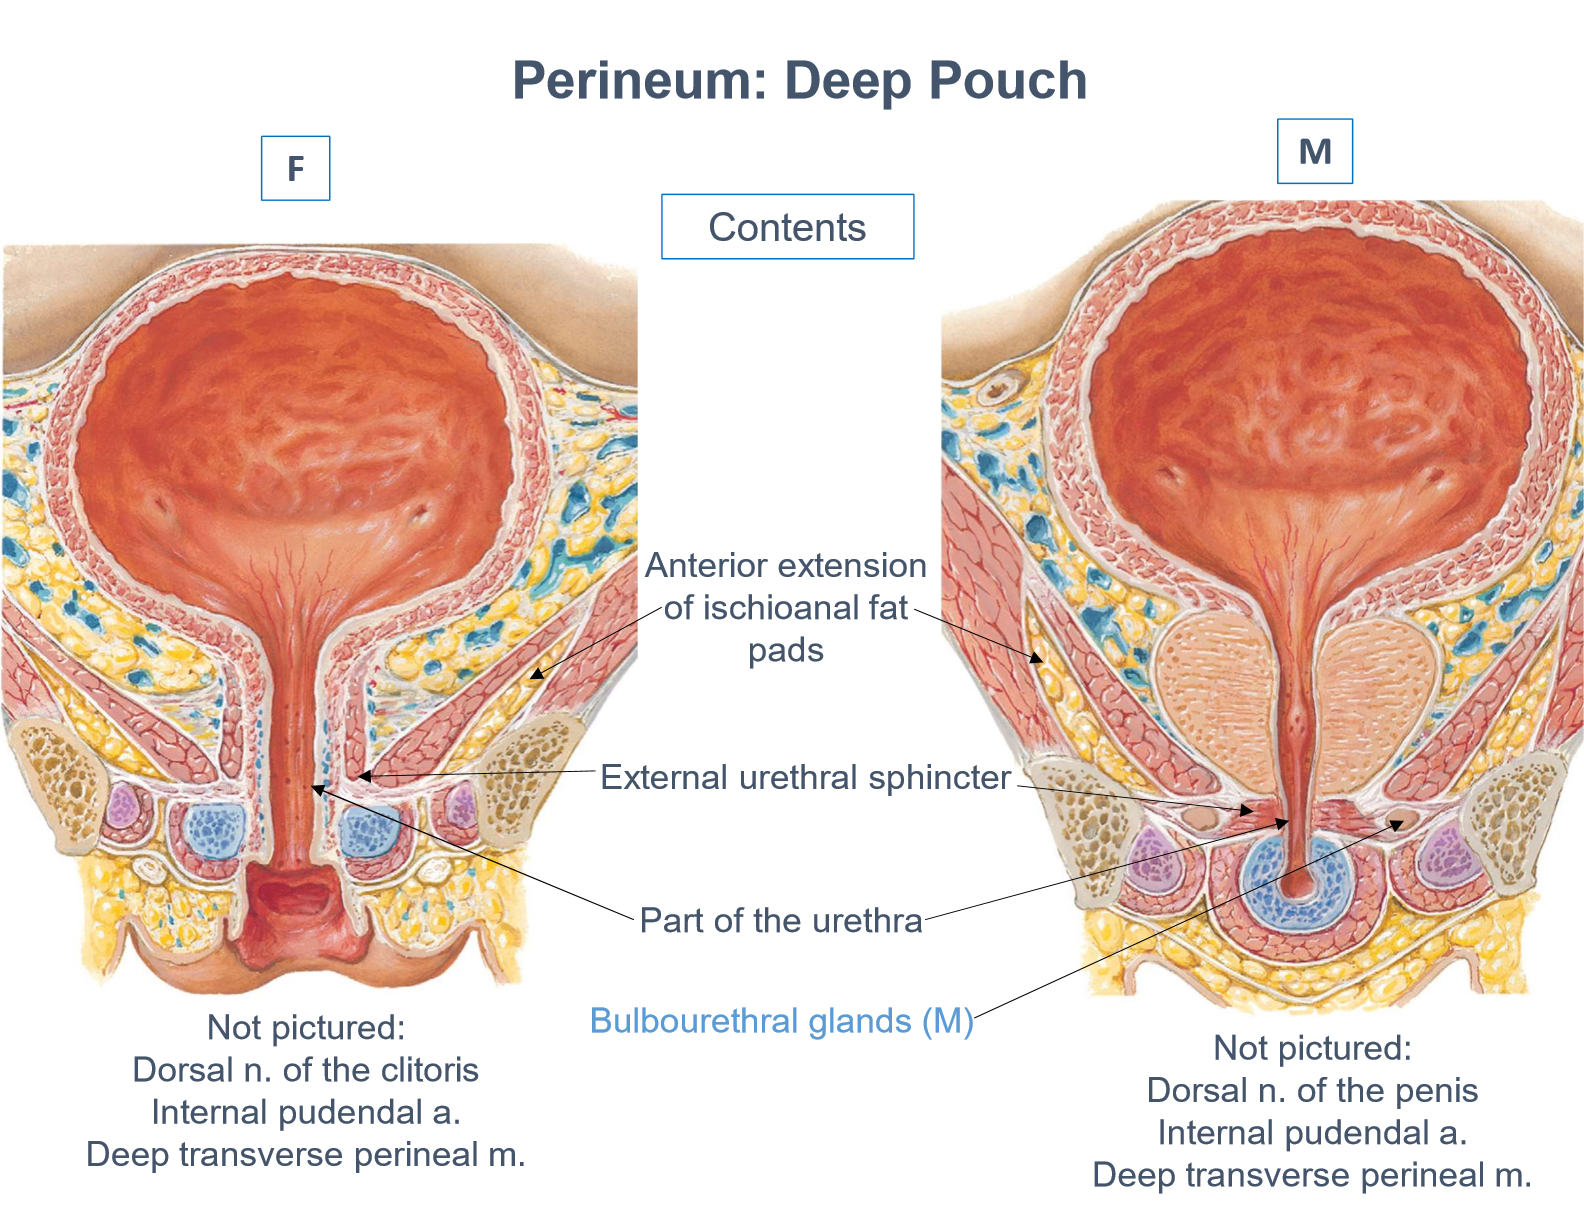 Perineum: Deep Pouch
F
M
Contents
Anterior extension
of ischioanal fat
pads
External urethral sphincter
Part of the urethra
Bulbourethral glands (M)
Not pictured:
Dorsal n. of the clitoris
Internal pudendal a.
Deep transverse perineal m.
Not pictured:
Dorsal n. of the penis
Internal pudendal a.
Deep transverse perineal m.